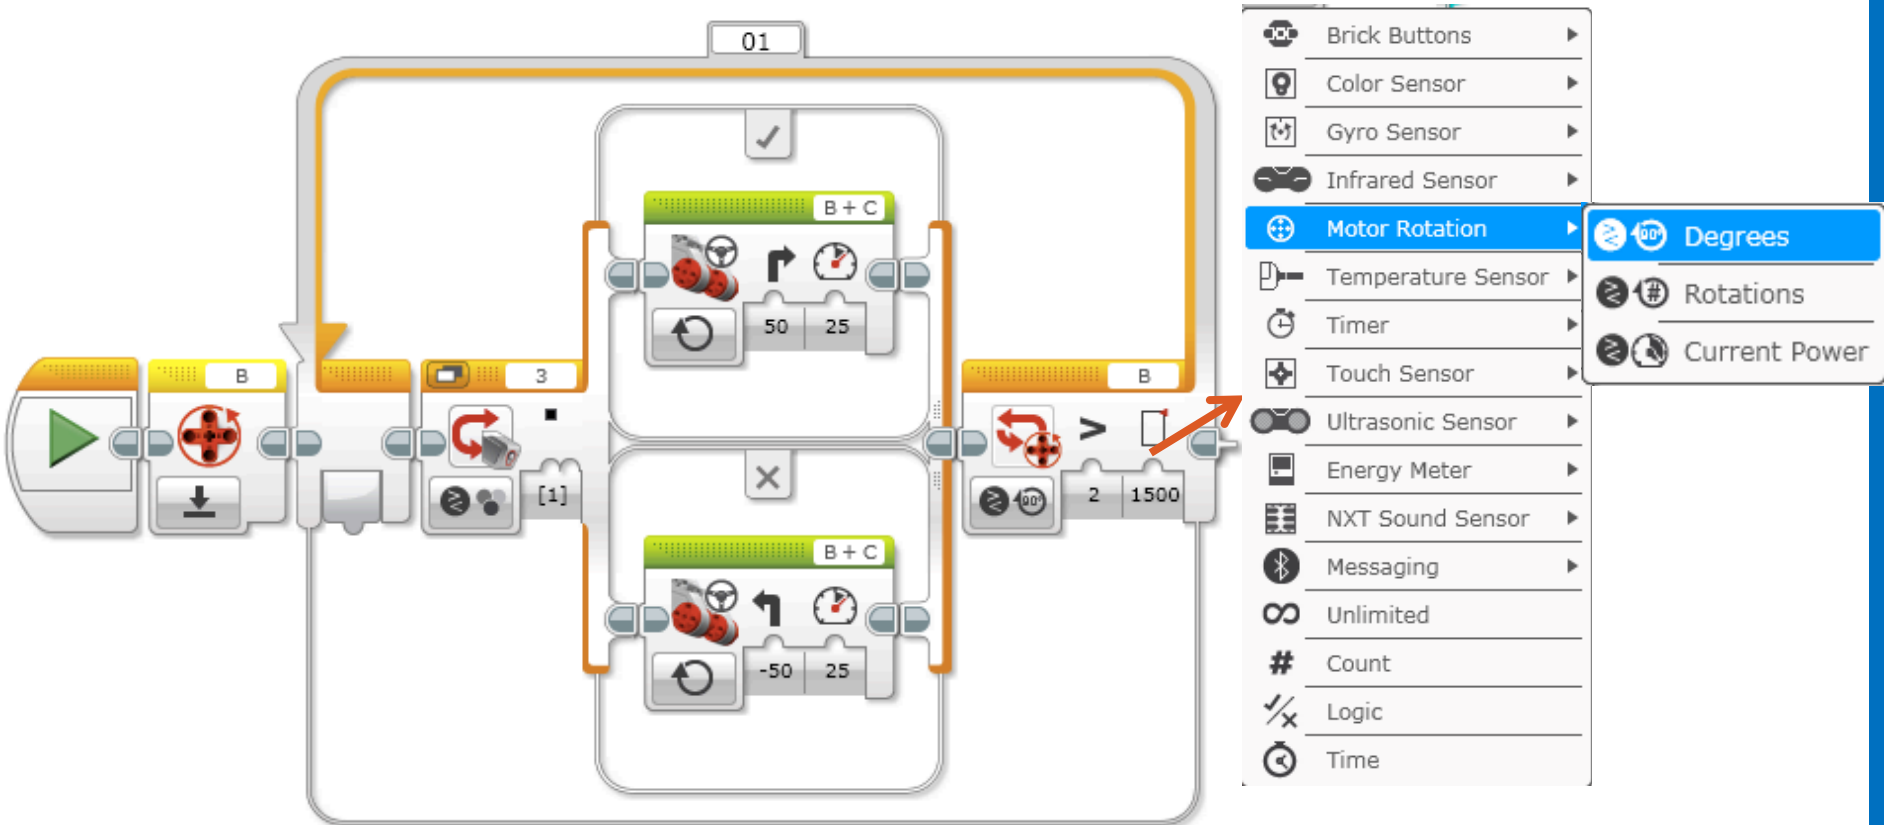 01
B
3
[1]
B + C
50 25
B + C
-50 25
B
2 1500
Brick Buttons
Color Sensor
Gyro Sensor
Infrared Sensor
Motor Rotation
Temperature Sensor
Timer
Touch Sensor
Ultrasonic Sensor
Energy Meter
NXT Sound Sensor
Messaging
Unlimited
# Count
Logic
Time
Degrees
# Rotations
Current Power